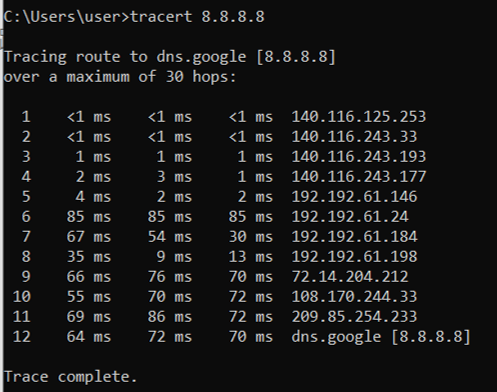 C:\Users\user>tracert 8.8.8.8
Tracing route to dns.google [8.8.8.8]
over a maximum of 30 hops:
1 <1 ms <1 ms <1 ms 140.116.125.253
2 <1 ms <1 ms <1 ms 140.116.243.33
3 1 ms 1 ms 1 ms 140.116.243.193
4 2 ms 3 ms 1 ms 140.116.243.177
5 4 ms 2 ms 2 ms 192.192.61.146
6 85 ms 85 ms 85 ms 192.192.61.24
7 67 ms 54 ms 30 ms 192.192.61.184
8 35 ms 9 ms 13 ms 192.192.61.198
9 66 ms 76 ms 70 ms 72.14.204.212
10 55 ms 70 ms 72 ms 108.170.244.33
11 69 ms 86 ms 72 ms 209.85.254.233
12 64 ms 72 ms 70 ms dns.google [8.8.8.8]
Trace complete.